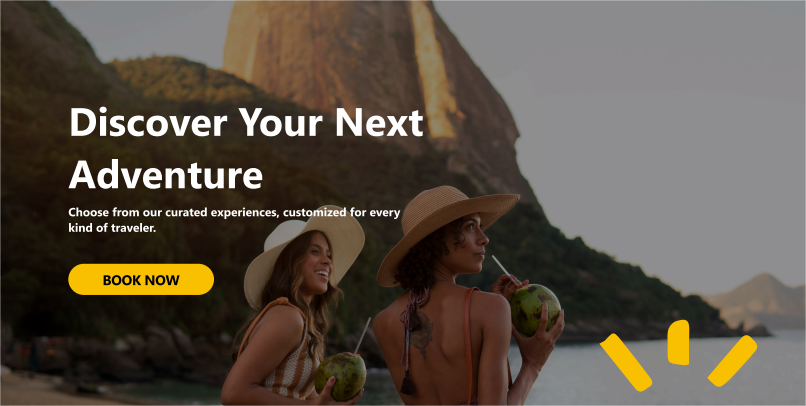 Discover Your Next
Adventure
Choose from our curated experiences, customized for every
kind of traveler.
BOOK NOW